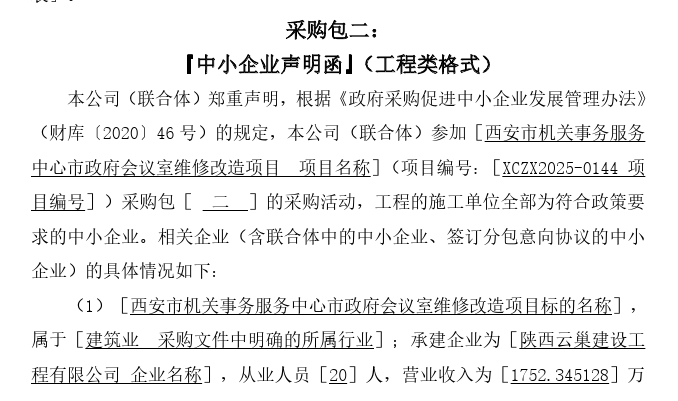 采购包二：
『中小企业声明函』（工程类格式）
本公司（联合体）郑重声明，根据《政府采购促进中小企业发展管理办法》
（财库〔2020〕46 号）的规定，本公司（联合体）参加［西安市机关事务服务
中心市政府会议室维修改造项目 项目名称］（项目编号：［XCZX2025-0144 项
目编号］）采购包［ 二 ］的采购活动，工程的施工单位全部为符合政策要
求的中小企业。相关企业（含联合体中的中小企业、签订分包意向协议的中小
企业）的具体情况如下：
（1）［西安市机关事务服务中心市政府会议室维修改造项目标的名称］，
属于［建筑业 采购文件中明确的所属行业］；承建企业为［陕西云巢建设工
程有限公司 企业名称］，从业人员［20］人，营业收入为［1752.345128］万